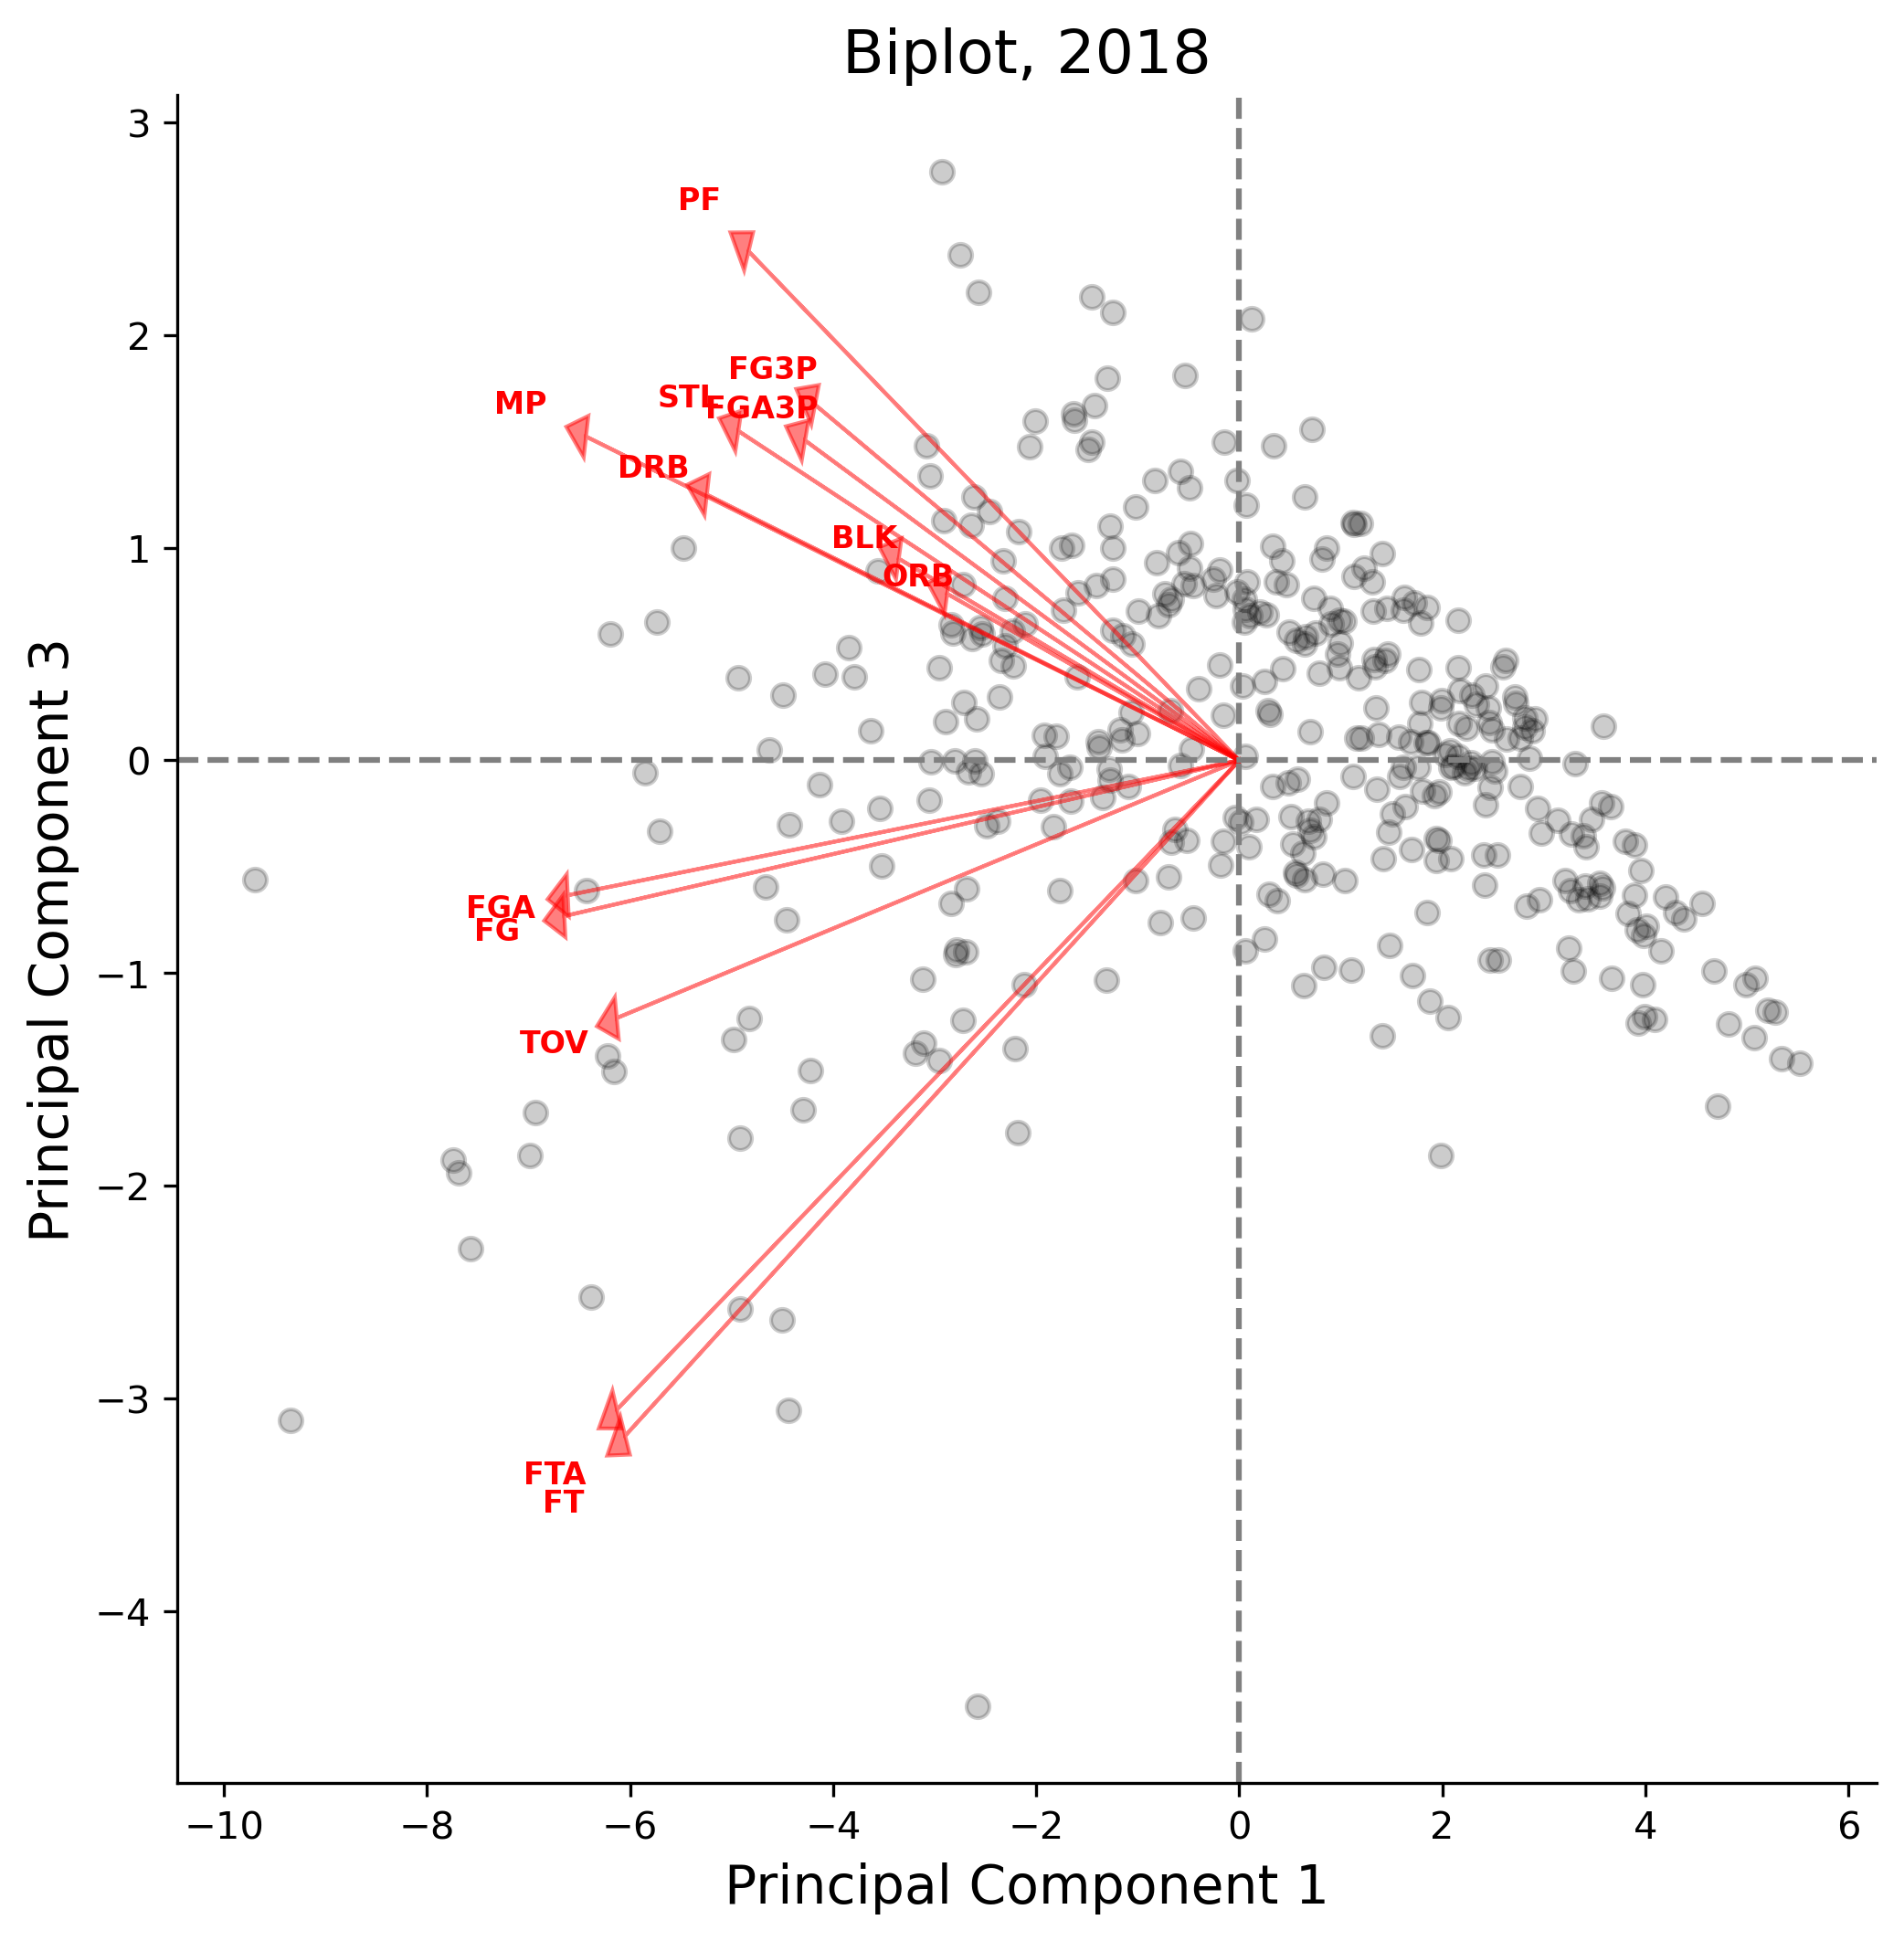 Biplot, 2018
3
2
1
0
−1
−2
−3
−4
Principal Component 3
PF
FG3P
STL
FGA3P
MP
DRB
BLK
ORB
FGA
FG
TOV
FTA
FT
−10 −8 −6 −4 −2 0 2 4 6
Principal Component 1